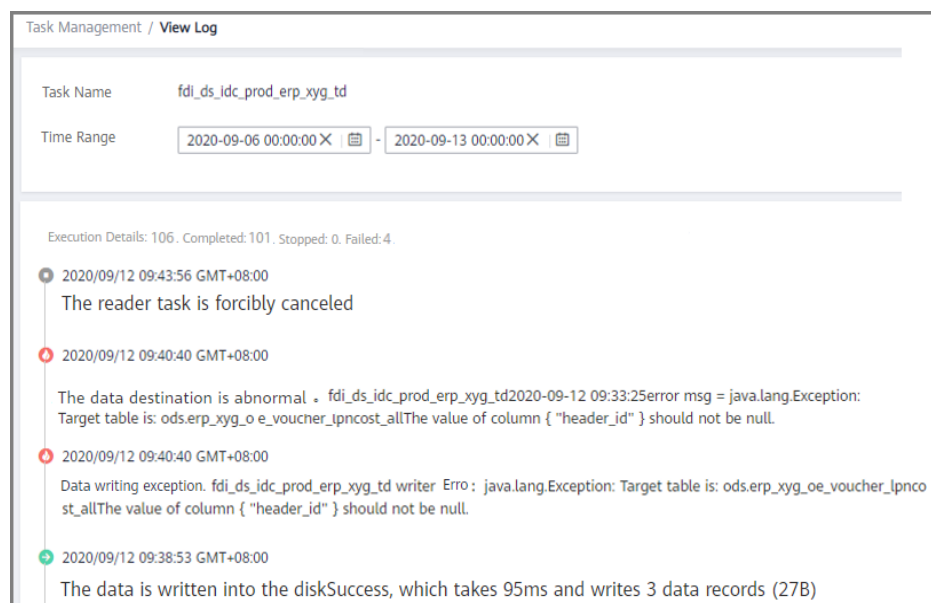 Task Management / View Log
Task Name fdi_ds_idc_prod_erp_xyg_td
Time Range 2020-09-06 00:00:00 - 2020-09-13 00:00:00
Execution Details: 106. Completed: 101. Stopped: 0. Failed: 4.
2020/09/12 09:43:56 GMT+08:00
The reader task is forcibly canceled
2020/09/12 09:40:40 GMT+08:00
The data destination is abnormal 。 fdi_ds_idc_prod_erp_xyg_td2020-09-12 09:33:25error msg = java.lang.Exception:
Target table is: ods.erp_xyg_o e_voucher_lpncost_allThe value of column { "header_id" } should not be null.
2020/09/12 09:40:40 GMT+08:00
Data writing exception. fdi_ds_idc_prod_erp_xyg_td writer Erro : java.lang.Exception: Target table is: ods.erp_xyg_oe_voucher_lpnco
st_allThe value of column { "header_id" } should not be null.
2020/09/12 09:38:53 GMT+08:00
The data is written into the diskSuccess, which takes 95ms and writes 3 data records (27B)